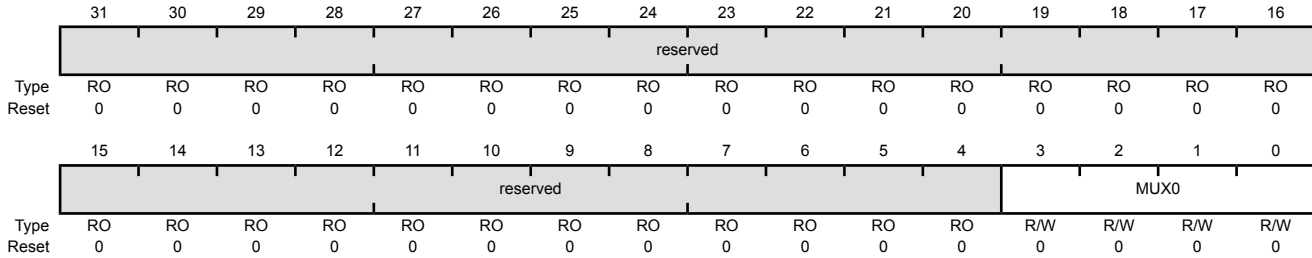 31 30 29 28 27 26 25 24 23 22 21 20 19 18 17 16
reserved
Type RO RO RO RO RO RO RO RO RO RO RO RO RO RO RO RO
Reset 0 0 0 0 0 0 0 0 0 0 0 0 0 0 0 0
15 14 13 12 11 10 9 8 7 6 5 4 3 2 1 0
reserved MUX0
Type RO RO RO RO RO RO RO RO RO RO RO RO R/W R/W R/W R/W
Reset 0 0 0 0 0 0 0 0 0 0 0 0 0 0 0 0